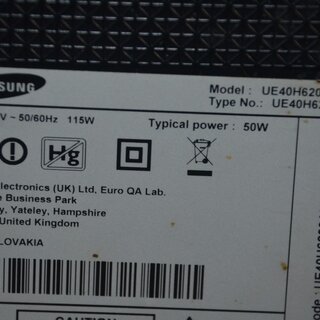 SUNG
Model : UE40H620
Type No.: UE40H6
V ~ 50/60Hz 115W
Typical power : 50W
Hg
lectronics (UK) Ltd, Euro QA Lab.
e Business Park
y, Yateley, Hampshire
United Kingdom
LOVAKIA